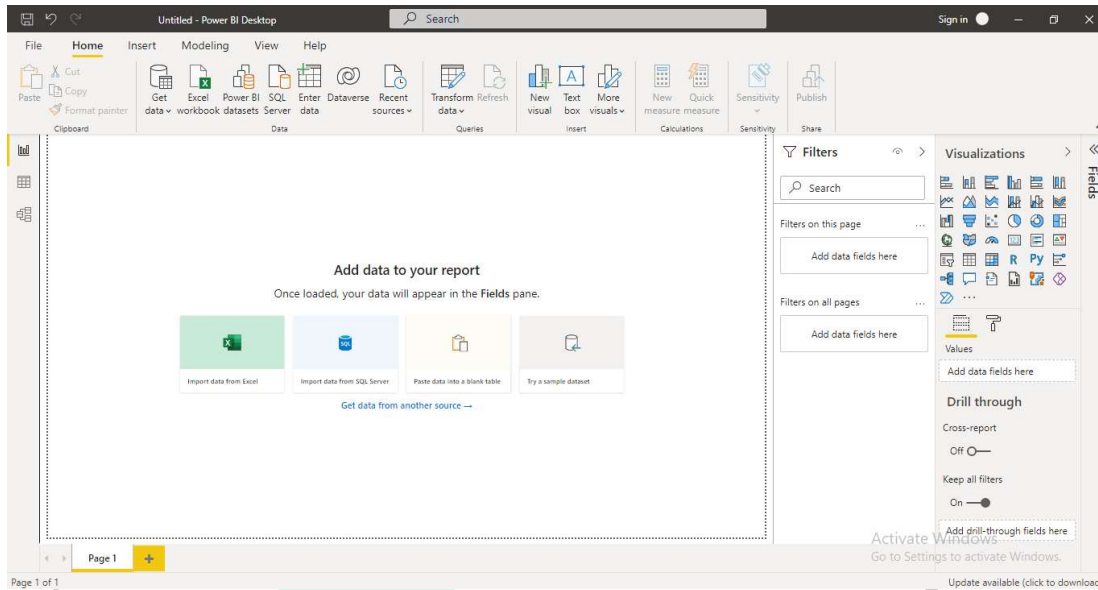 Untitled - Power BI Desktop
Search
Sign in
File Home Insert Modeling View Help
Paste
Cut
Copy
Format painter
Clipboard
Get data
Excel workbook
Power BI datasets
SQL Server
Enter data
Dataverse
Recent sources
Data
Transform data
Refresh
Queries
New visual
Text box
More visuals
Insert
New measure
Quick measure
Calculations
Sensitivity
Sensitivity
Publish
Share
Add data to your report
Once loaded, your data will appear in the Fields pane.
X
SQL
Import data from Excel
Import data from SQL Server
Paste data into a blank table
Try a sample dataset
Get data from another source →
Filters
Search
Filters on this page
Add data fields here
Filters on all pages
Add data fields here
Visualizations
R Py
Values
Add data fields here
Drill through
Cross-report
Off
Keep all filters
On
Add drill-through fields here
Fields
Activate Windows
Go to Settings to activate Windows.
Page 1
Page 1 of 1
Update available (click to download